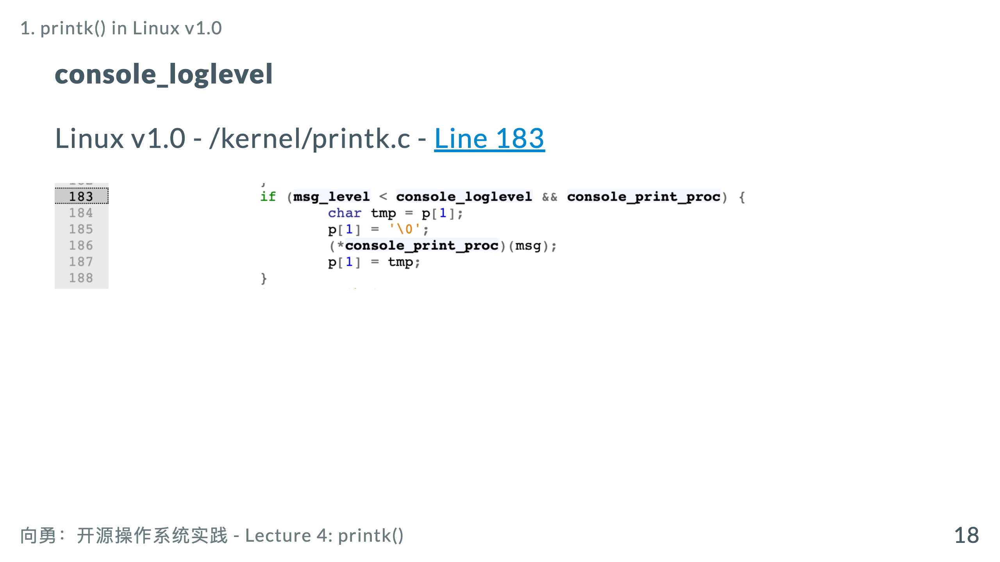 1. printk() in Linux v1.0
console_loglevel
Linux v1.0 - /kernel/printk.c - Line 183
183 if (msg_level < console_loglevel && console_print_proc) {
184 char tmp = p[1];
185 p[1] = '\0';
186 (*console_print_proc)(msg);
187 p[1] = tmp;
188 }
向勇：开源操作系统实践 - Lecture 4: printk()
18